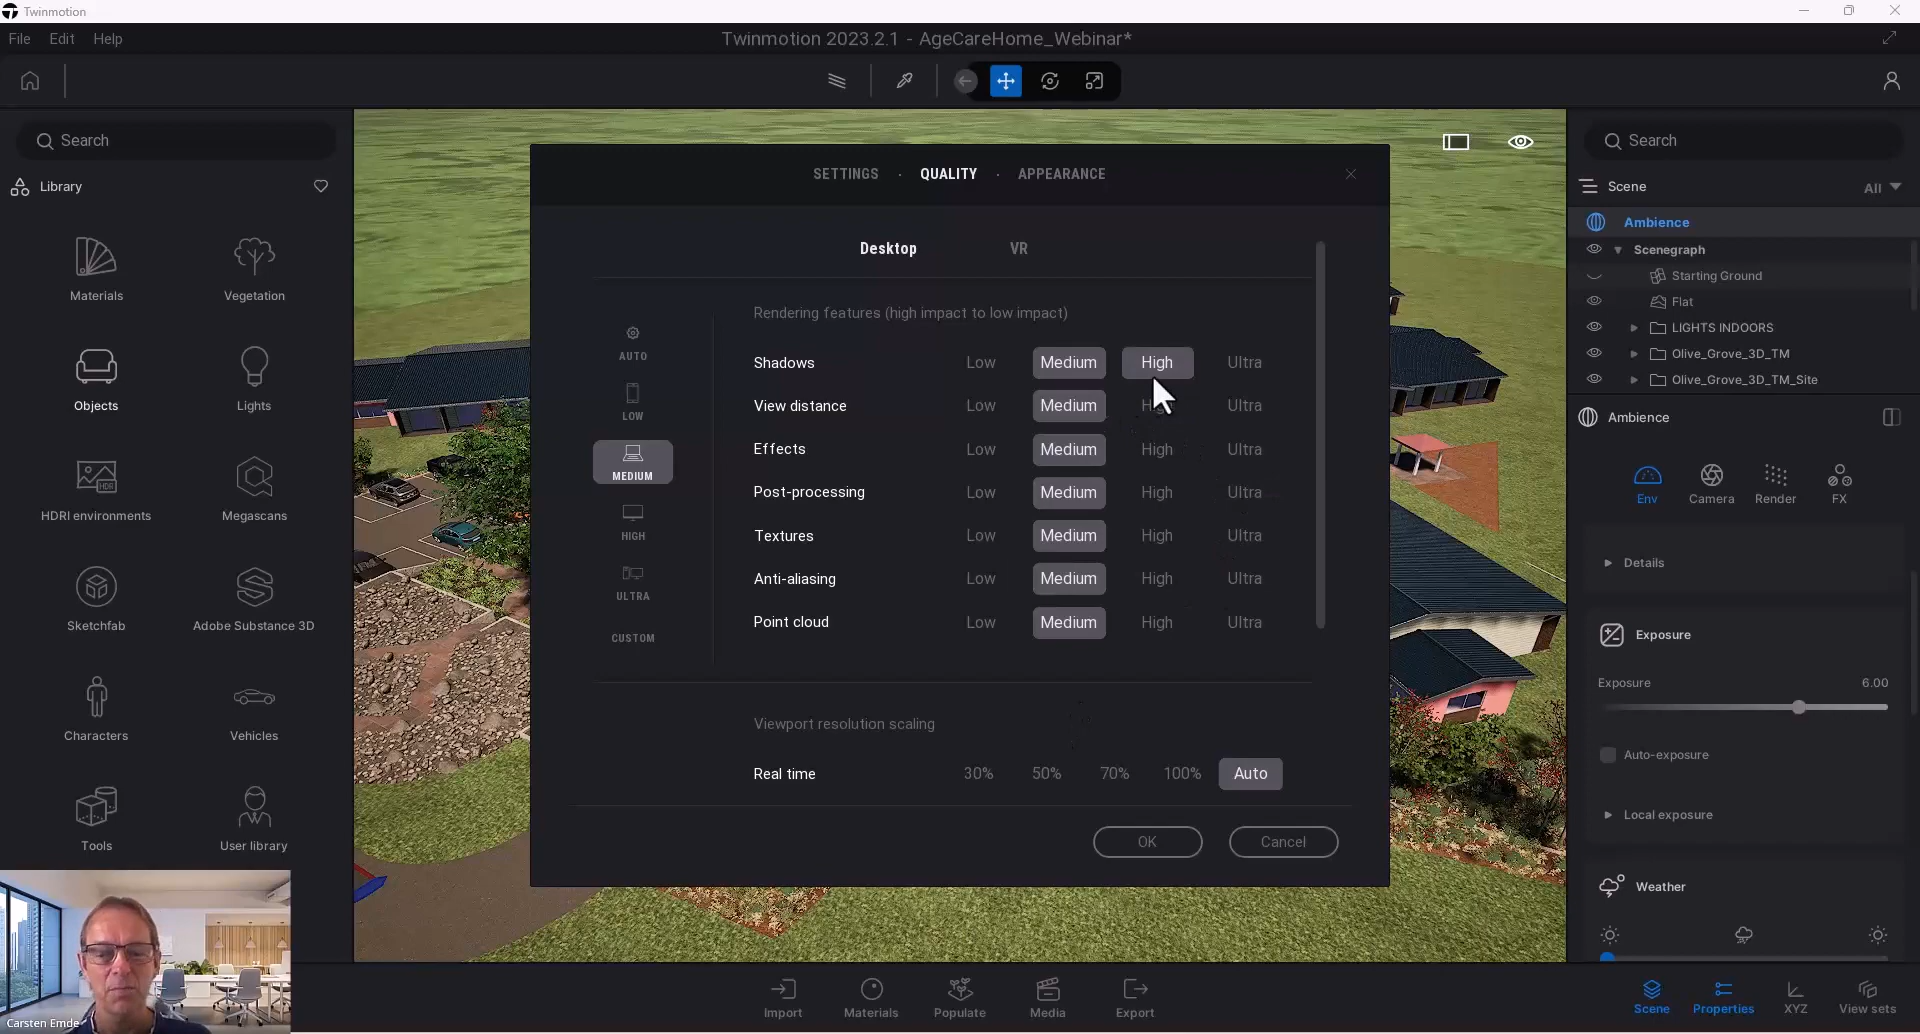 Twinmotion
File Edit Help
Twinmotion 2023.2.1 - AgeCareHome_Webinar*
Search
Library
Materials
Vegetation
Objects
Lights
HDRI environments
Megascans
Sketchfab
Adobe Substance 3D
Characters
Vehicles
Tools
User library
Carsten Emde
SETTINGS · QUALITY · APPEARANCE
Desktop VR
AUTO
LOW
MEDIUM
HIGH
ULTRA
CUSTOM
Rendering features (high impact to low impact)
Shadows Low Medium High Ultra
View distance Low Medium High Ultra
Effects Low Medium High Ultra
Post-processing Low Medium High Ultra
Textures Low Medium High Ultra
Anti-aliasing Low Medium High Ultra
Point cloud Low Medium High Ultra
Viewport resolution scaling
Real time 30% 50% 70% 100% Auto
OK Cancel
Search
Scene All
Ambience
Scenegraph
Starting Ground
Flat
LIGHTS INDOORS
Olive_Grove_3D_TM
Olive_Grove_3D_TM_Site
Ambience
Env Camera Render FX
Details
Exposure
Exposure 6.00
Auto-exposure
Local exposure
Weather
Import Materials Populate Media Export
Scene Properties XYZ View sets